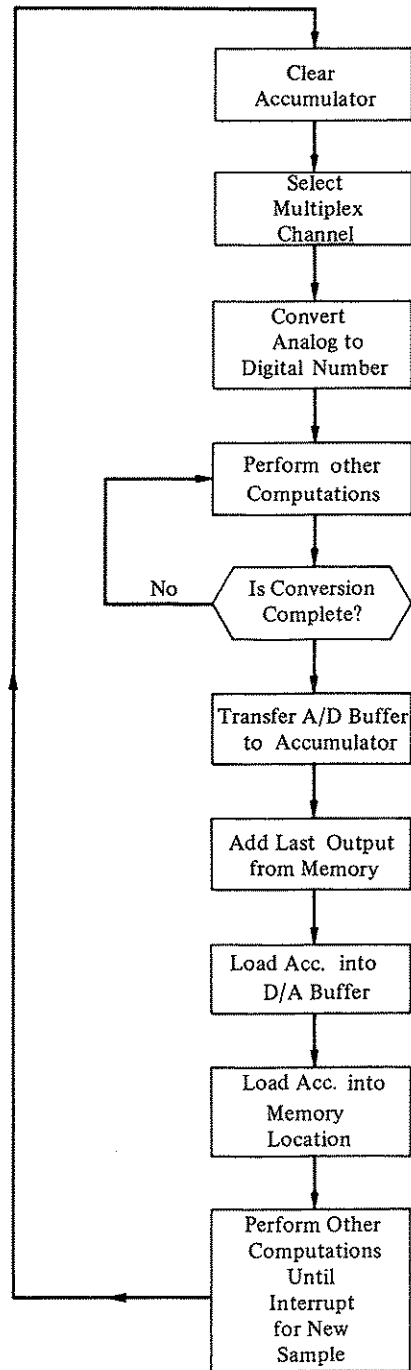 Clear
Accumulator
Select
Multiplex
Channel
Convert
Analog to
Digital Number
Perform other
Computations
No
Is Conversion
Complete?
Transfer A/D Buffer
to Accumulator
Add Last Output
from Memory
Load Acc. into
D/A Buffer
Load Acc. into
Memory
Location
Perform Other
Computations
Until
Interrupt
for New
Sample